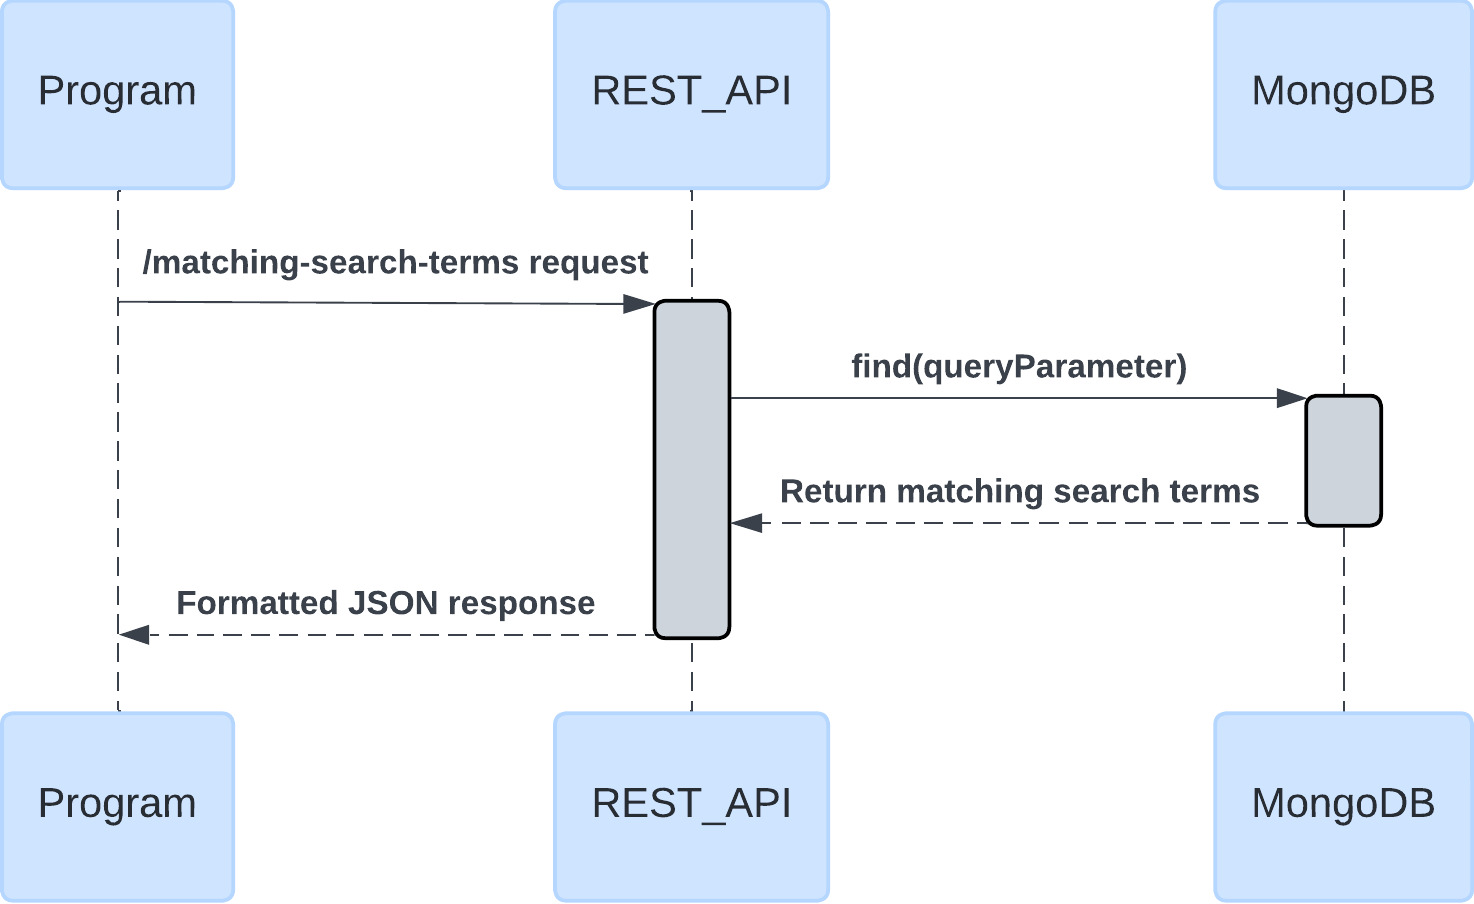 Program
REST_API
MongoDB
/matching-search-terms request
find(queryParameter)
Return matching search terms
Formatted JSON response
Program
REST_API
MongoDB